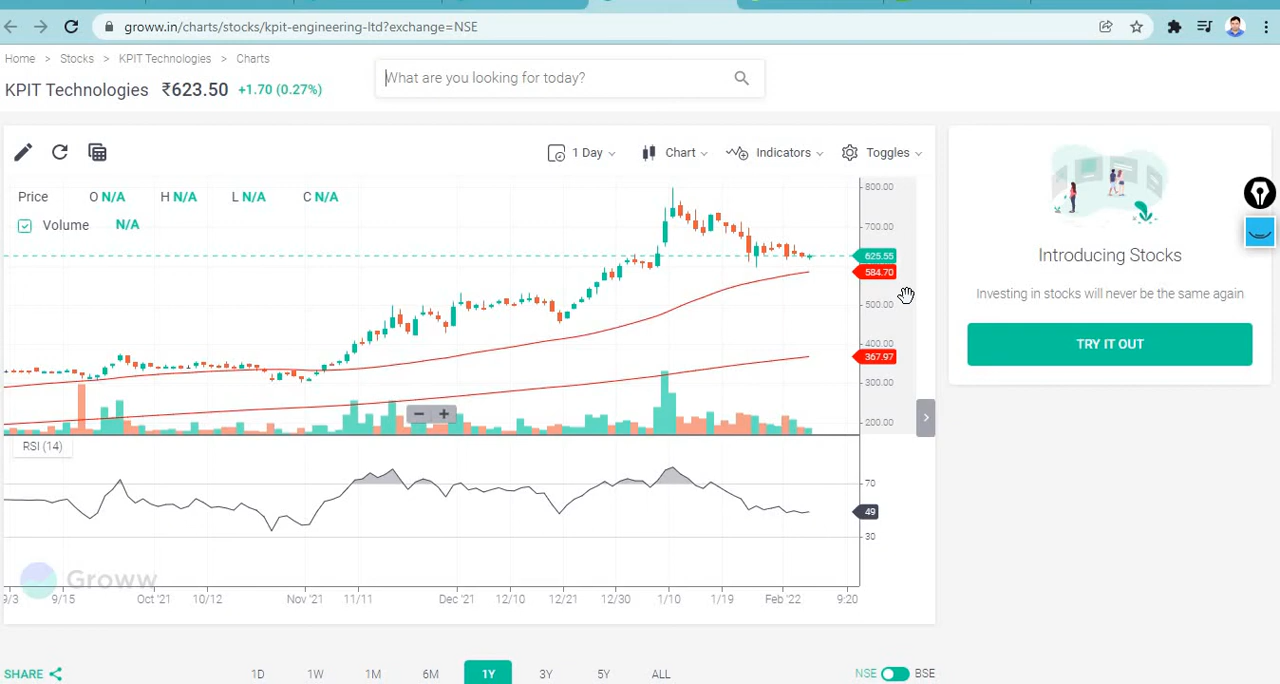 groww.in/charts/stocks/kpit-engineering-ltd?exchange=NSE
Home > Stocks > KPIT Technologies > Charts
KPIT Technologies ₹623.50 +1.70 (0.27%)
What are you looking for today?
1 Day Chart Indicators Toggles
Price O N/A H N/A L N/A C N/A
Volume N/A
800.00
700.00
625.55
584.70
500.00
400.00
367.97
300.00
200.00
Introducing Stocks
Investing in stocks will never be the same again
TRY IT OUT
RSI (14)
70
49
30
Groww
9/3 9/15 Oct '21 10/12 Nov '21 11/11 Dec '21 12/10 12/21 12/30 1/10 1/19 Feb '22 9:20
SHARE 1D 1W 1M 6M 1Y 3Y 5Y ALL NSE BSE